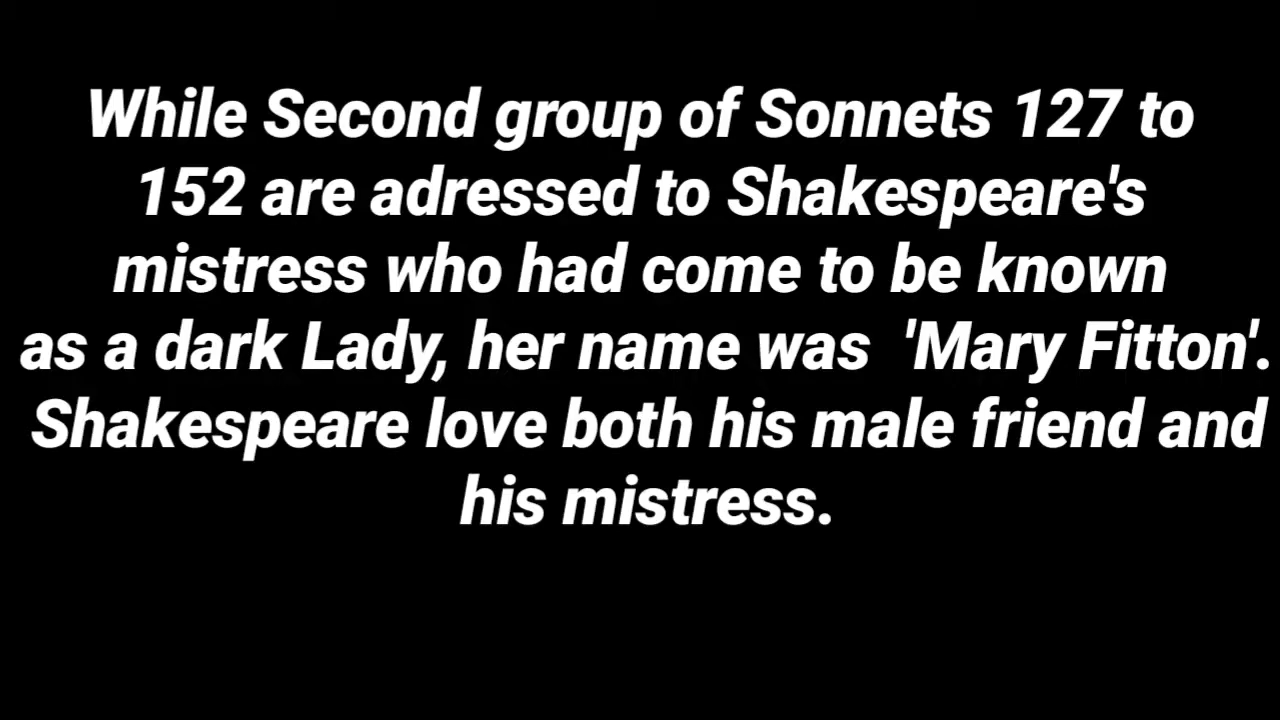 While Second group of Sonnets 127 to
152 are adressed to Shakespeare's
mistress who had come to be known
as a dark Lady, her name was 'Mary Fitton'.
Shakespeare love both his male friend and
his mistress.